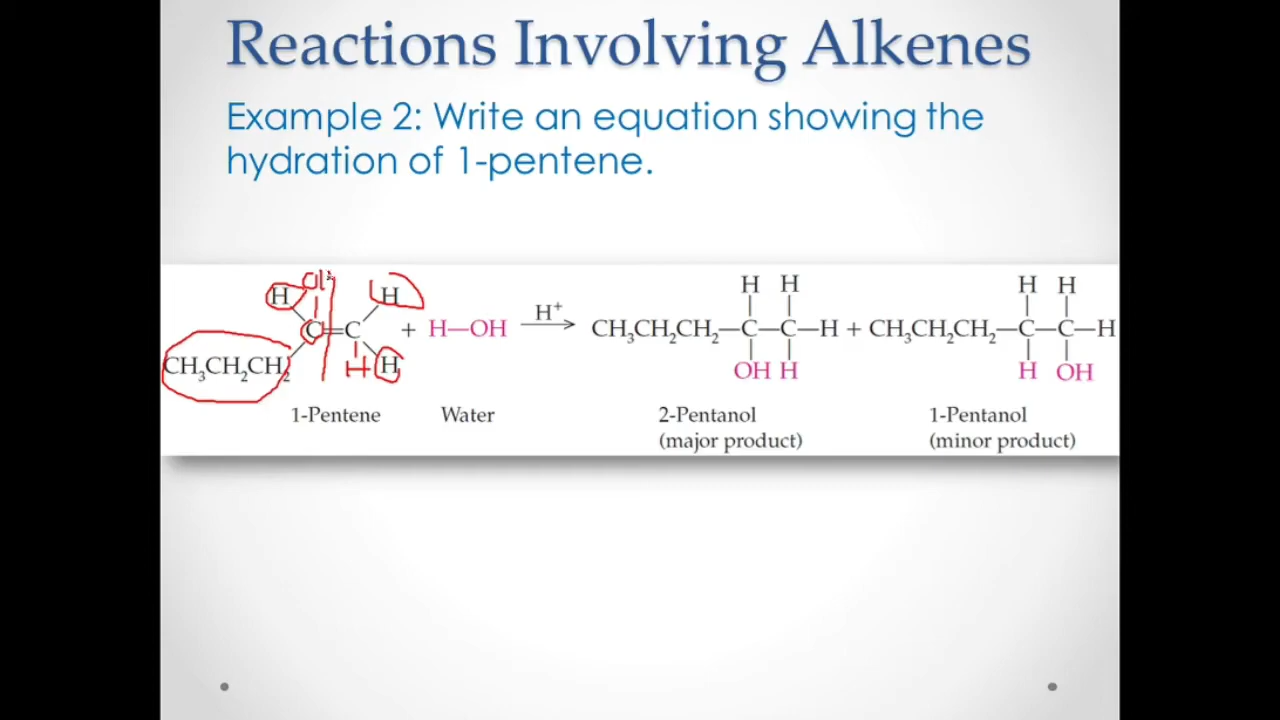 Reactions Involving Alkenes
Example 2: Write an equation showing the
hydration of 1-pentene.
H H H H H H
C=C + H—OH H⁺ → CH₃CH₂CH₂—C—C—H + CH₃CH₂CH₂—C—C—H
CH₃CH₂CH₂ H H OH H H OH
1-Pentene Water 2-Pentanol 1-Pentanol
(major product) (minor product)